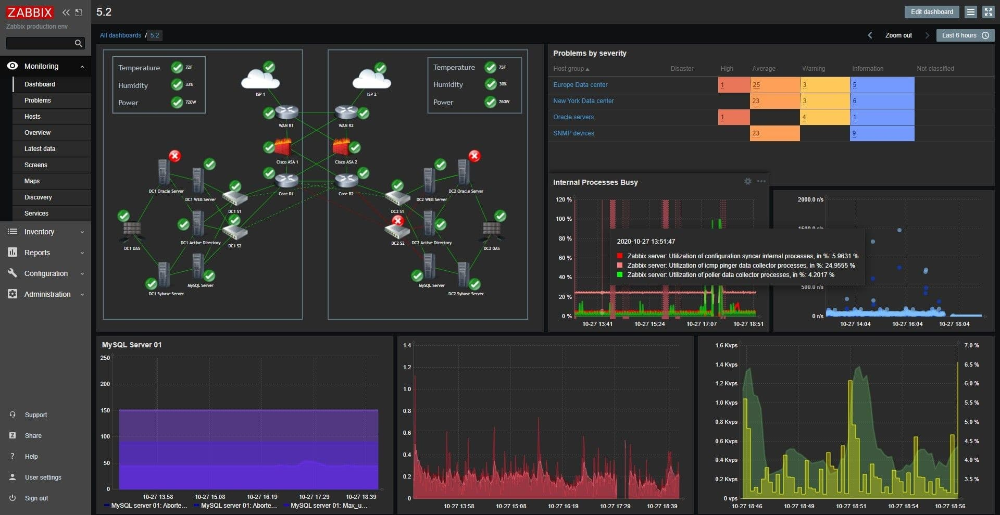 ZABBIX
Zabbix production env
Monitoring
Dashboard
Problems
Hosts
Overview
Latest data
Screens
Maps
Discovery
Services
Inventory
Reports
Configuration
Administration
Support
Share
Help
User settings
Sign out
5.2
Edit dashboard
All dashboards / 5.2
Zoom out
Last 6 hours
Temperature 72F
Humidity 33%
Power 720W
ISP 1
ISP 2
Temperature 75F
Humidity 30%
Power 760W
WAN R1
WAN R2
Cisco ASA 1
Cisco ASA 2
Core R1
Core R2
DC1 Oracle Server
DC1 WEB Server
DC1 S1
DC1 Active Directory
DC1 S2
DC1 DAS
MySQL Server
DC1 Sybase Server
DC2 S1
DC2 WEB Server
DC2 Oracle Server
DC2 S2
DC2 Active Directory
DC2 DAS
MySQL Server
DC2 Sybase Server
Problems by severity
Host group Disaster High Average Warning Information Not classified
Europe Data center 1 25 3 5
New York Data center 23 3 6
Oracle servers 1 4 1
SNMP devices 23 9
Internal Processes Busy
120 %
100 %
80 %
60 %
40 %
20 %
0 %
10-27 13:41 10-27 15:24 10-27 17:07 10-27 18:51
2020-10-27 13:51:47
Zabbix server: Utilization of configuration syncer internal processes, in %: 5.9631 %
Zabbix server: Utilization of icmp pinger data collector processes, in %: 24.9555 %
Zabbix server: Utilization of poller data collector processes, in %: 4.2017 %
2000.0 r/s
500.0 r/s
0 r/s
10-27 14:04 10-27 16:04 10-27 18:04
MySQL Server 01
250
200
150
100
50
0
10-27 13:58 10-27 15:08 10-27 16:19 10-27 17:29 10-27 18:39
MySQL server 01: Aborte... MySQL server 01: Aborte... MySQL server 01: Max_u...
1.4
1.2
1.0
0.8
0.6
0.4
0.2
0
10-27 13:58 10-27 15:08 10-27 16:19 10-27 17:29 10-27 18:39
1.6 Kvps 7.0 %
1.4 Kvps 6.5 %
1.2 Kvps 6.0 %
1.0 Kvps 5.5 %
0.8 Kvps 5.0 %
0.6 Kvps 4.5 %
0.4 Kvps 4.0 %
0.2 Kvps 3.5 %
0 vps
10-27 18:46 10-27 18:49 10-27 18:51 10-27 18:54 10-27 18:56